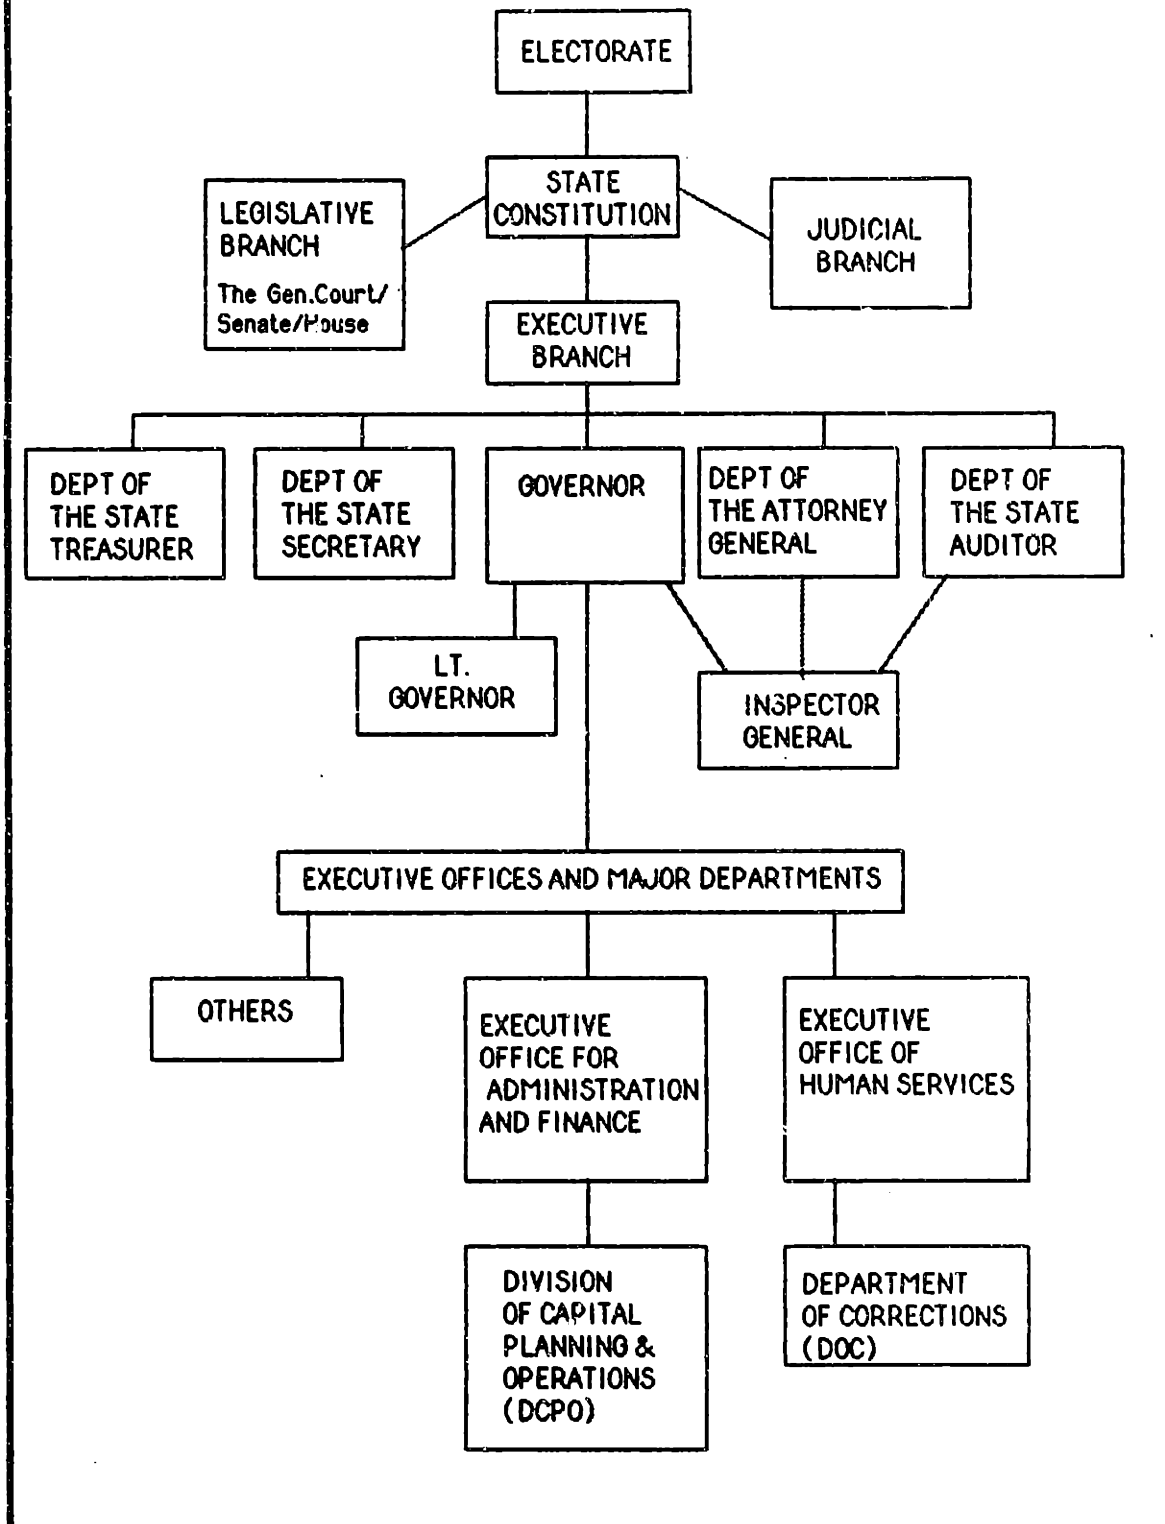 ELECTORATE
STATE
CONSTITUTION
LEGISLATIVE
BRANCH
The Gen.Court/
Senate/House
JUDICIAL
BRANCH
EXECUTIVE
BRANCH
DEPT OF
THE STATE
TREASURER
DEPT OF
THE STATE
SECRETARY
GOVERNOR
DEPT OF
THE ATTORNEY
GENERAL
DEPT OF
THE STATE
AUDITOR
LT.
GOVERNOR
INSPECTOR
GENERAL
EXECUTIVE OFFICES AND MAJOR DEPARTMENTS
OTHERS
EXECUTIVE
OFFICE FOR
ADMINISTRATION
AND FINANCE
EXECUTIVE
OFFICE OF
HUMAN SERVICES
DIVISION
OF CAPITAL
PLANNING &
OPERATIONS
(DCPO)
DEPARTMENT
OF CORRECTIONS
(DOC)